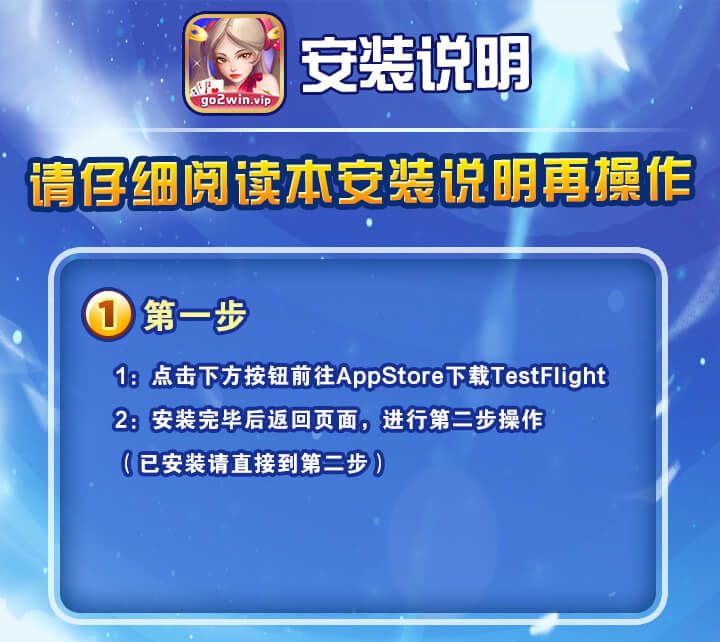 go2win.vip
安装说明
请仔细阅读本安装说明再操作
1 第一步
1：点击下方按钮前往AppStore下载TestFlight
2：安装完毕后返回页面，进行第二步操作
（已安装请直接到第二步）